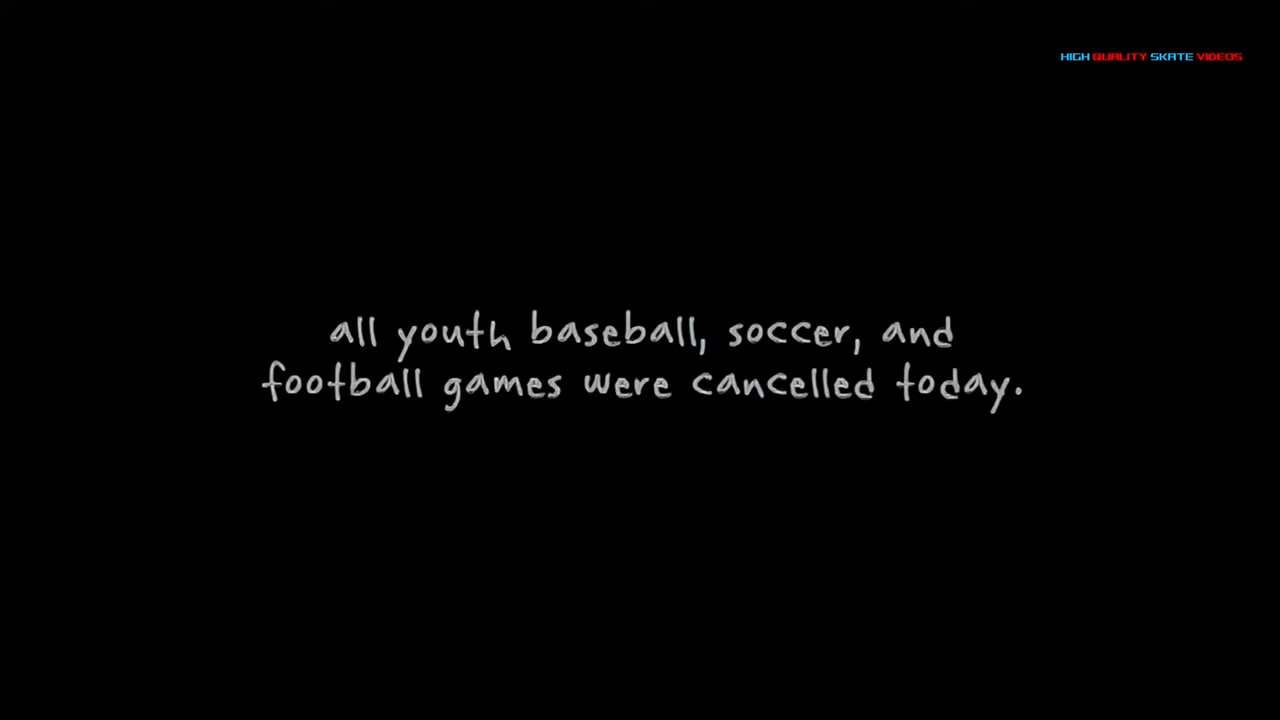 HIGH QUALITY SKATE VIDEOS
all youth baseball, soccer, and
football games were cancelled today.